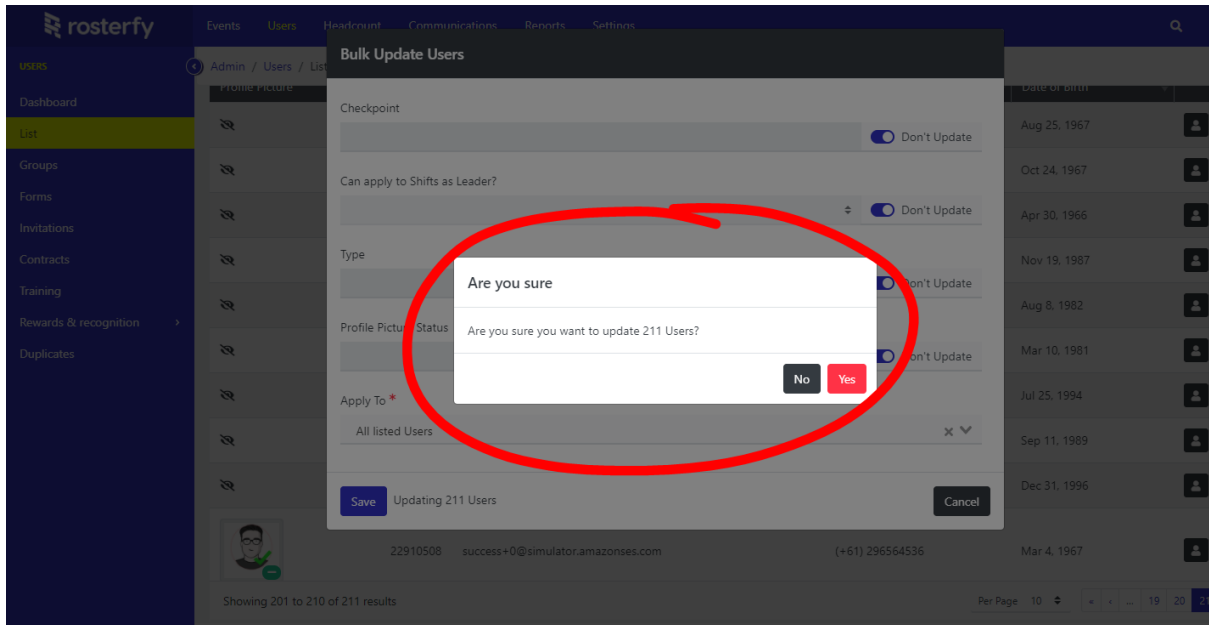 rosterfy
Events Users Headcount Communications Reports Settings
USERS
Admin / Users / List
Dashboard
List
Groups
Forms
Invitations
Contracts
Training
Rewards & recognition
Duplicates
Profile Picture
Date of Birth
Bulk Update Users
Checkpoint
Don't Update
Aug 25, 1967
Can apply to Shifts as Leader?
Oct 24, 1967
Don't Update
Apr 30, 1966
Type
Nov 19, 1987
Don't Update
Aug 8, 1982
Profile Picture Status
Don't Update
Mar 10, 1981
Are you sure
Are you sure you want to update 211 Users?
No Yes
Apply To *
Jul 25, 1994
All listed Users
Sep 11, 1989
Dec 31, 1996
Save Updating 211 Users Cancel
22910508 success+0@simulator.amazonses.com (+61) 296564536 Mar 4, 1967
Showing 201 to 210 of 211 results
Per Page 10 « ‹ ... 19 20 21